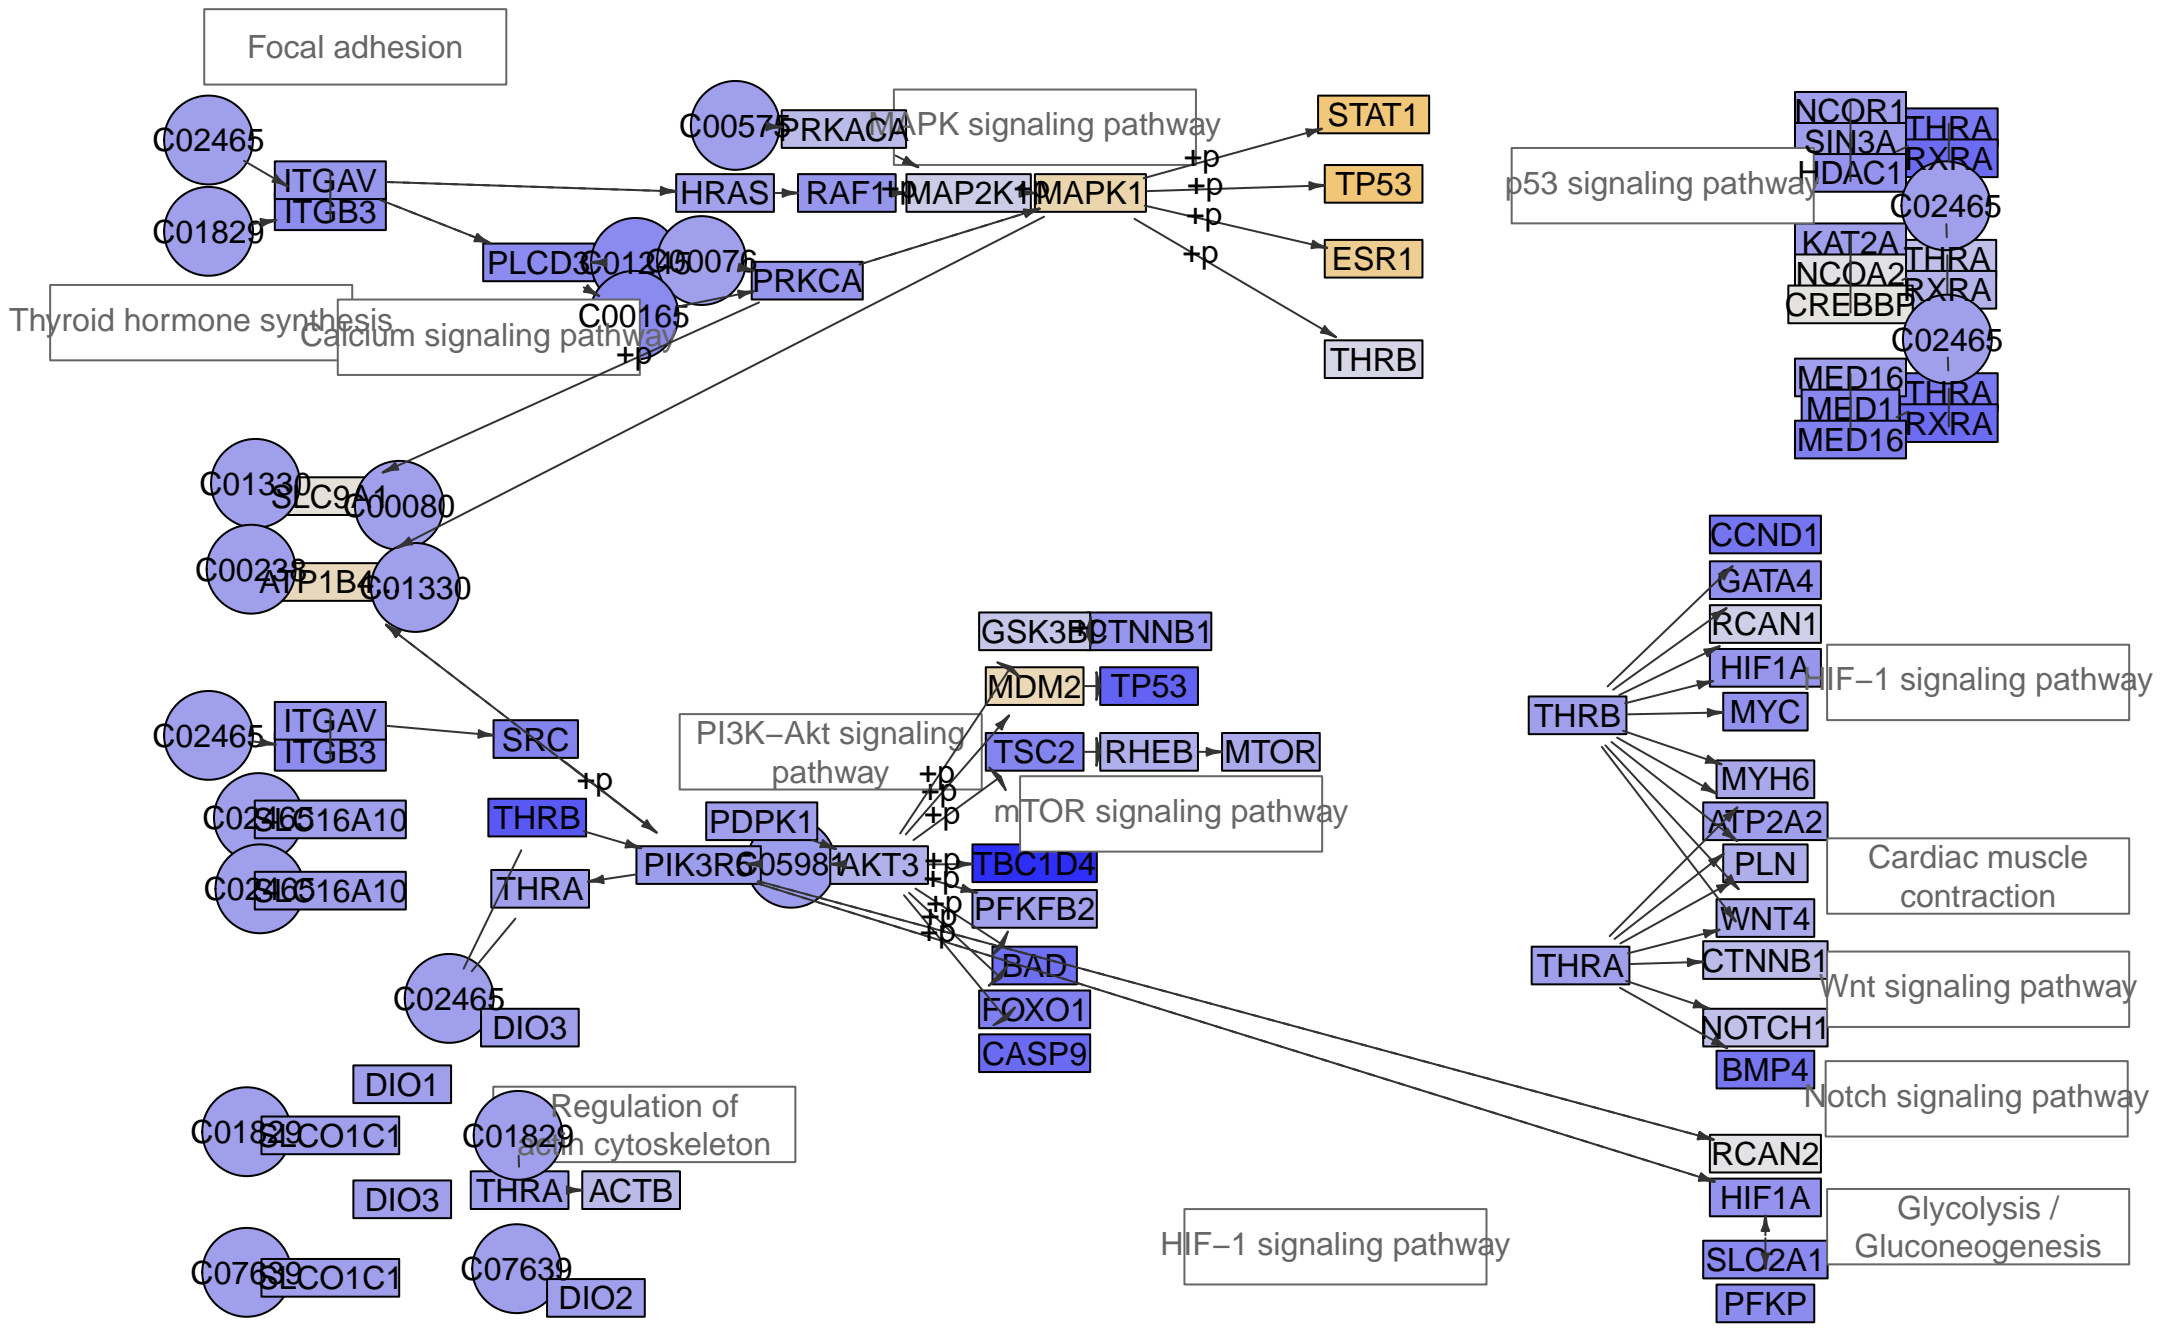 Focal adhesion
C02465
ITGAV
ITGB3
C01829
C00575
PRKACA
MAPK signaling pathway
HRAS
RAF1
+p
MAP2K1
+p
MAPK1
+p
+p
+p
+p
STAT1
TP53
ESR1
THRB
PLCD3
C01245
C00076
C00165
PRKCA
Thyroid hormone synthesis
Calcium signaling pathway
+p
p53 signaling pathway
NCOR1
SIN3A
HDAC1
THRA
RXRA
C02465
KAT2A
NCOA2
CREBBP
THRA
RXRA
C02465
MED16
MED1
MED16
THRA
RXRA
C01330
SLC9A1
C00080
C00238
ATP1B4
C01330
C02465
ITGAV
ITGB3
SRC
+p
C02465
SLC16A10
C02465
SLC16A10
THRB
THRA
C02465
DIO3
PIK3R6
C05981
PDPK1
AKT3
PI3K−Akt signaling
pathway
GSK3B
+p
CTNNB1
MDM2
TP53
TSC2
RHEB
MTOR
mTOR signaling pathway
+p
+p
+p
+p
+p
+p
+p
+p
TBC1D4
PFKFB2
BAD
FOXO1
CASP9
DIO1
C01829
SLCO1C1
DIO3
C07639
SLCO1C1
Regulation of
actin cytoskeleton
C01829
THRA
ACTB
C07639
DIO2
HIF−1 signaling pathway
CCND1
GATA4
RCAN1
HIF1A
HIF−1 signaling pathway
MYC
THRB
MYH6
ATP2A2
PLN
Cardiac muscle
contraction
WNT4
THRA
CTNNB1
Wnt signaling pathway
NOTCH1
BMP4
Notch signaling pathway
RCAN2
HIF1A
Glycolysis /
Gluconeogenesis
SLC2A1
PFKP